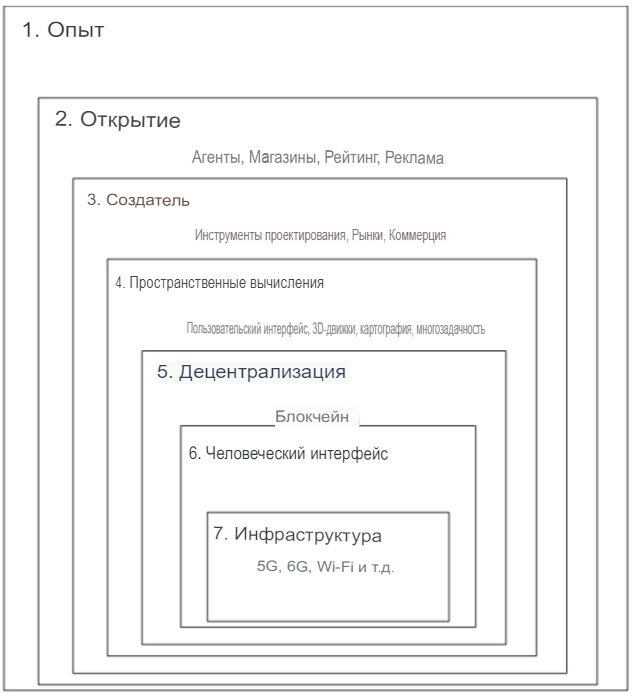 1. Опыт
2. Открытие
Агенты, Магазины, Рейтинг, Реклама
3. Создатель
Инструменты проектирования, Рынки, Коммерция
4. Пространственные вычисления
Пользовательский интерфейс, 3D-движки, картография, многозадачность
5. Децентрализация
Блокчейн
6. Человеческий интерфейс
7. Инфраструктура
5G, 6G, Wi-Fi и т.д.